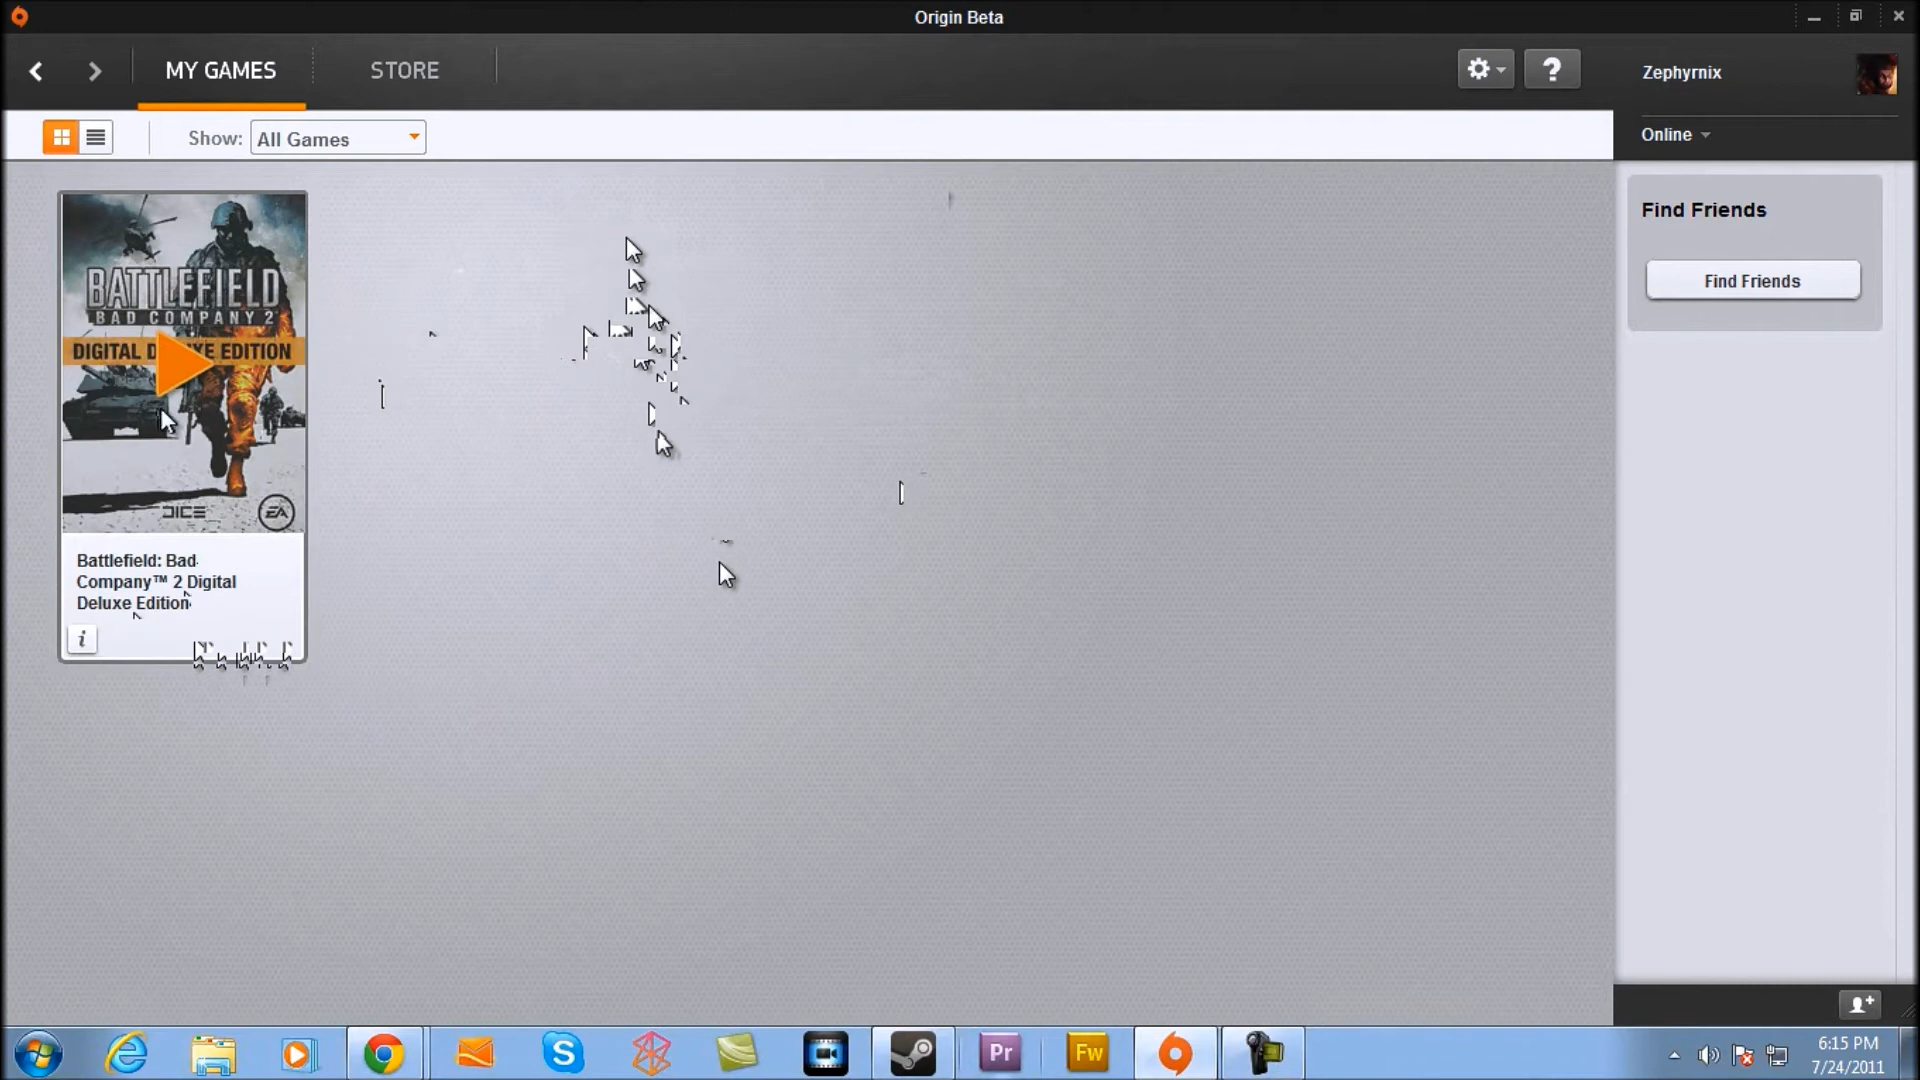 Origin Beta
MY GAMES
STORE
?
Zephyrnix
Show:
All Games
Online
Find Friends
Find Friends
BATTLEFIELD
BAD COMPANY 2
DIGITAL D XE EDITION
DICE
EA
Battlefield: Bad
Company™ 2 Digital
Deluxe Edition
i
S
Pr
Fw
6:15 PM
7/24/2011